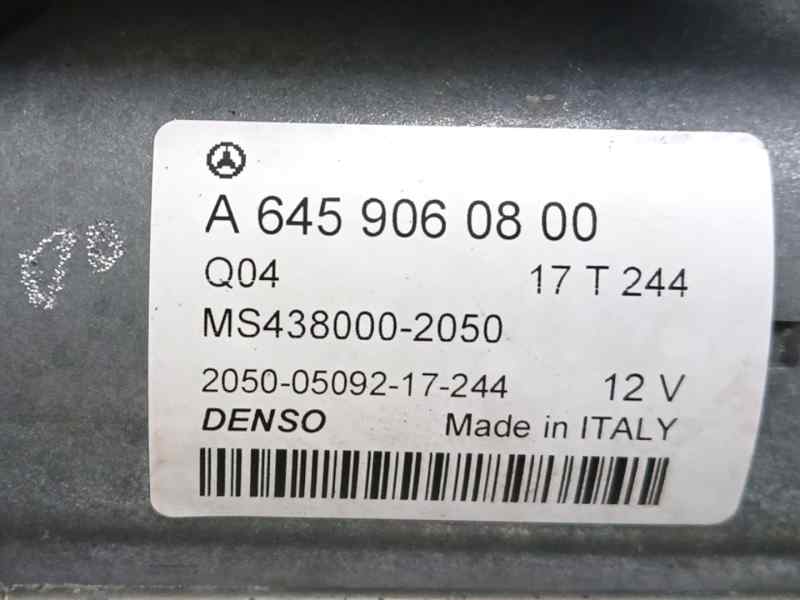 A 645 906 08 00
Q04 17 T 244
MS438000-2050
2050-05092-17-244 12 V
DENSO Made in ITALY